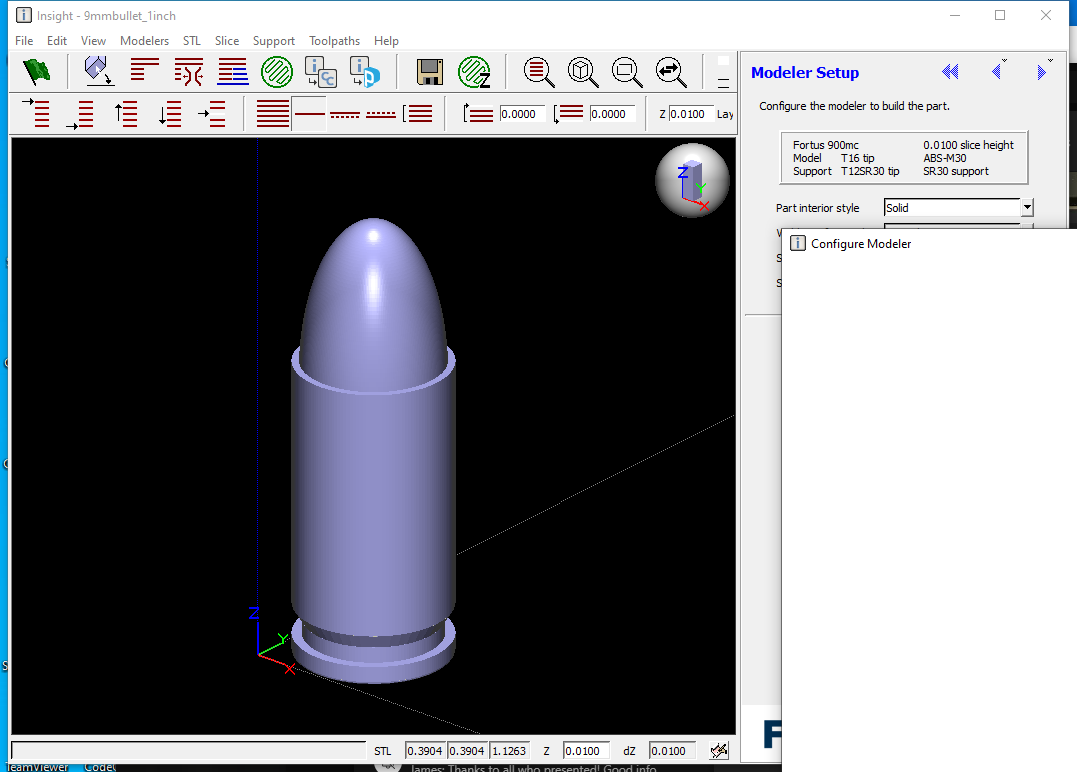 Insight - 9mmbullet_1inch
File Edit View Modelers STL Slice Support Toolpaths Help
0.0000 0.0000 Z 0.0100 Lay
Modeler Setup
Configure the modeler to build the part.
Fortus 900mc 0.0100 slice height
Model T16 tip ABS-M30
Support T12SR30 tip SR30 support
Part interior style Solid
Configure Modeler
Z
Y
X
Z
Y
X
F
STL 0.3904 0.3904 1.1263 Z 0.0100 dZ 0.0100
TeamViewer
James: Thanks to all who presented! Good info